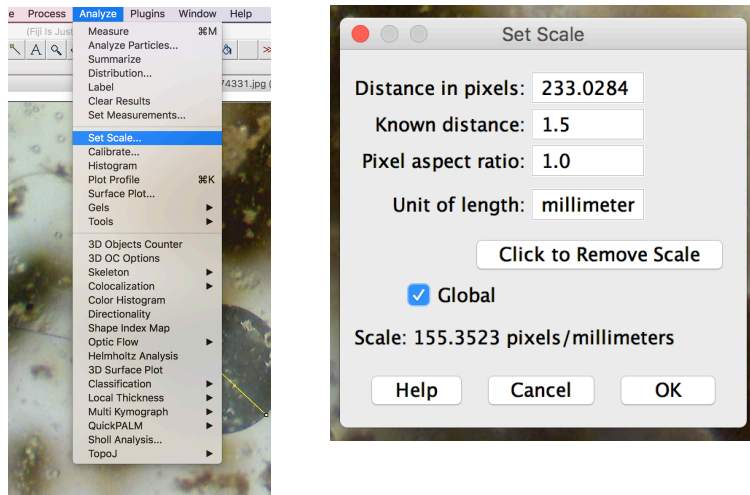 e Process Analyze Plugins Window Help
(Fiji Is Just
A
74331.jpg (
Measure ⌘M
Analyze Particles...
Summarize
Distribution...
Label
Clear Results
Set Measurements...
Set Scale...
Calibrate...
Histogram
Plot Profile ⌘K
Surface Plot...
Gels
Tools
3D Objects Counter
3D OC Options
Skeleton
Colocalization
Color Histogram
Directionality
Shape Index Map
Optic Flow
Helmholtz Analysis
3D Surface Plot
Classification
Local Thickness
Multi Kymograph
QuickPALM
Sholl Analysis...
TopoJ
Set Scale
Distance in pixels: 233.0284
Known distance: 1.5
Pixel aspect ratio: 1.0
Unit of length: millimeter
Click to Remove Scale
Global
Scale: 155.3523 pixels/millimeters
Help Cancel OK